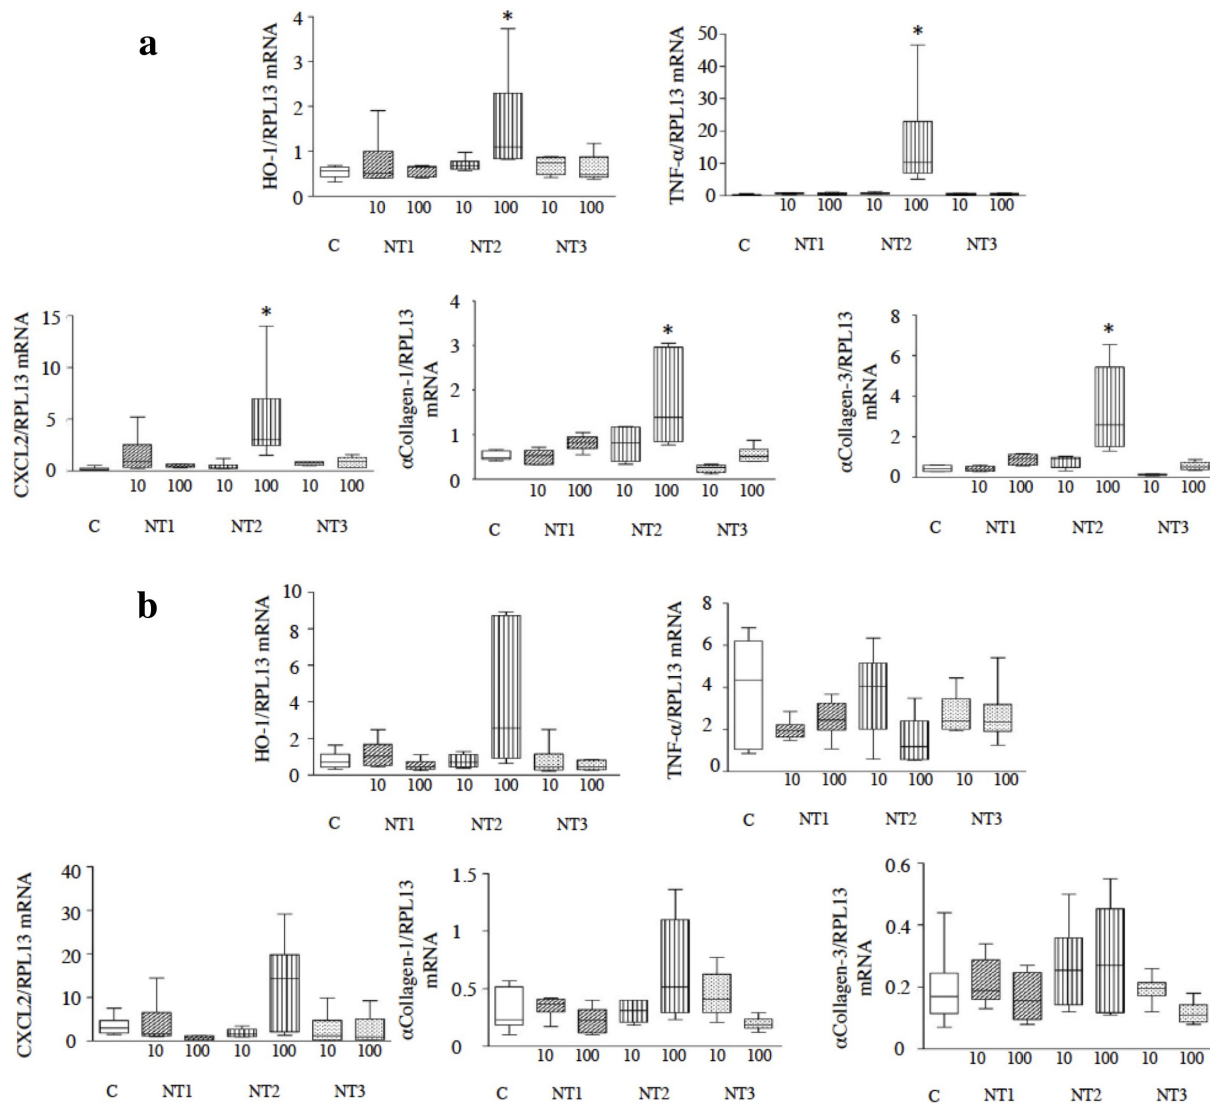 a
HO-1/RPL13 mRNA
4
3
2
1
0
*
10 100 10 100 10 100
C NT1 NT2 NT3
TNF-α/RPL13 mRNA
50
40
30
20
10
0
*
10 100 10 100 10 100
C NT1 NT2 NT3
CXCL2/RPL13 mRNA
15
10
5
0
*
10 100 10 100 10 100
C NT1 NT2 NT3
αCollagen-1/RPL13
mRNA
4
3
2
1
0
*
10 100 10 100 10 100
C NT1 NT2 NT3
αCollagen-3/RPL13
mRNA
8
6
4
2
0
*
10 100 10 100 10 100
C NT1 NT2 NT3
b
HO-1/RPL13 mRNA
10
8
6
4
2
0
10 100 10 100 10 100
C NT1 NT2 NT3
TNF-α/RPL13 mRNA
8
6
4
2
0
10 100 10 100 10 100
C NT1 NT2 NT3
CXCL2/RPL13 mRNA
40
30
20
10
0
10 100 10 100 10 100
C NT1 NT2 NT3
αCollagen-1/RPL13
mRNA
1.5
1
0.5
0
10 100 10 100 10 100
C NT1 NT2 NT3
αCollagen-3/RPL13
mRNA
0.6
0.4
0.2
0
10 100 10 100 10 100
C NT1 NT2 NT3